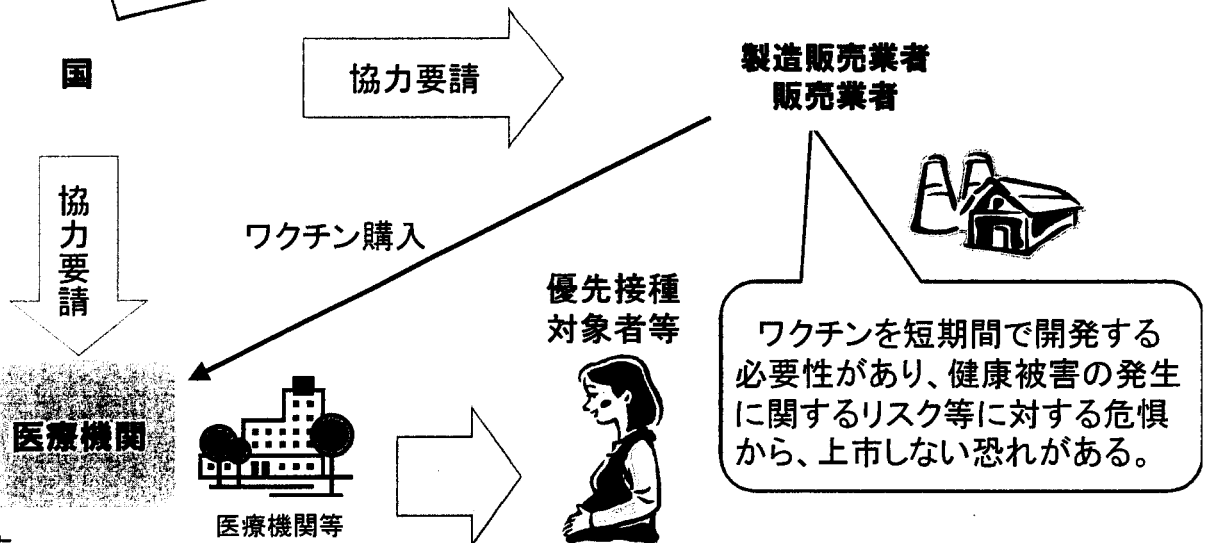 国
協力要請
製造販売業者
販売業者
協力要請
ワクチン購入
優先接種
対象者等
ワクチンを短期間で開発する
必要性があり、健康被害の発生
に関するリスク等に対する危惧
から、上市しない恐れがある。
医療機関
医療機関等